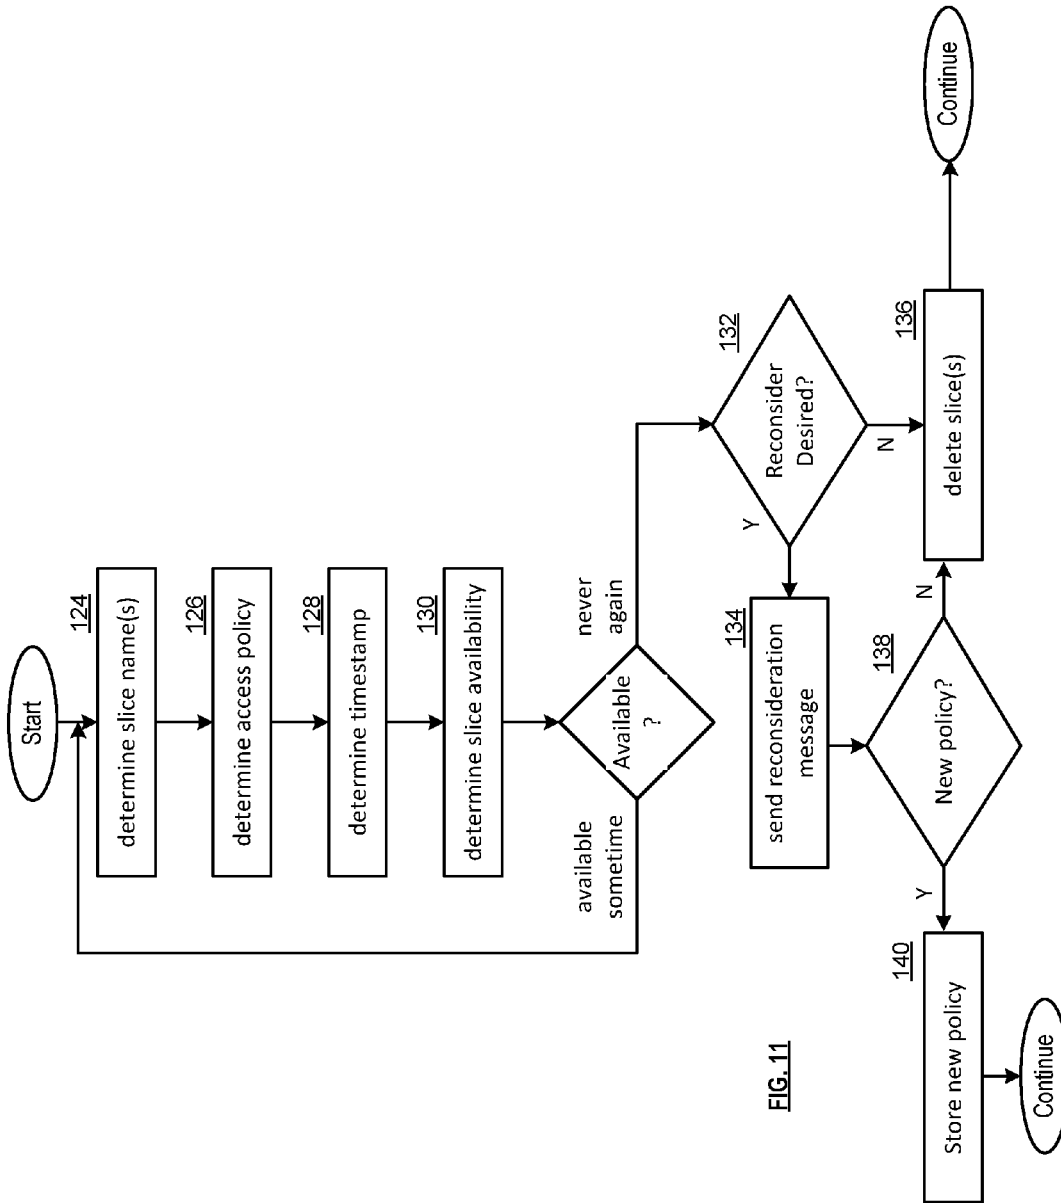 Start
124
determine slice name(s)
126
determine access policy
128
determine timestamp
130
determine slice availability
Available
?
available
sometime
never
again
132
Reconsider
Desired?
Y
N
134
send reconsideration
message
136
delete slice(s)
Continue
138
New policy?
Y
N
140
Store new policy
Continue
FIG. 11